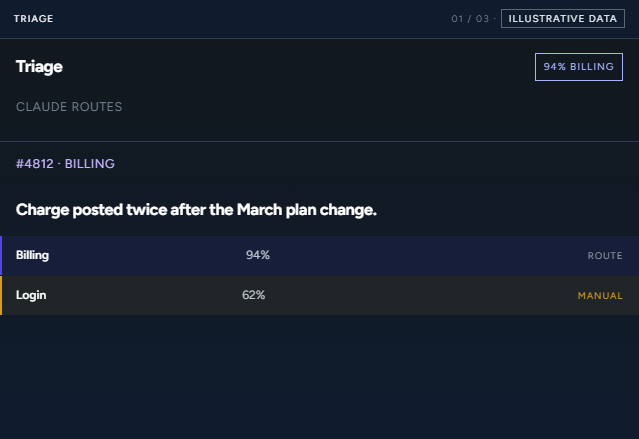 TRIAGE 01 / 03 · ILLUSTRATIVE DATA
Triage 94% BILLING
CLAUDE ROUTES
#4812 · BILLING
Charge posted twice after the March plan change.
Billing 94% ROUTE
Login 62% MANUAL